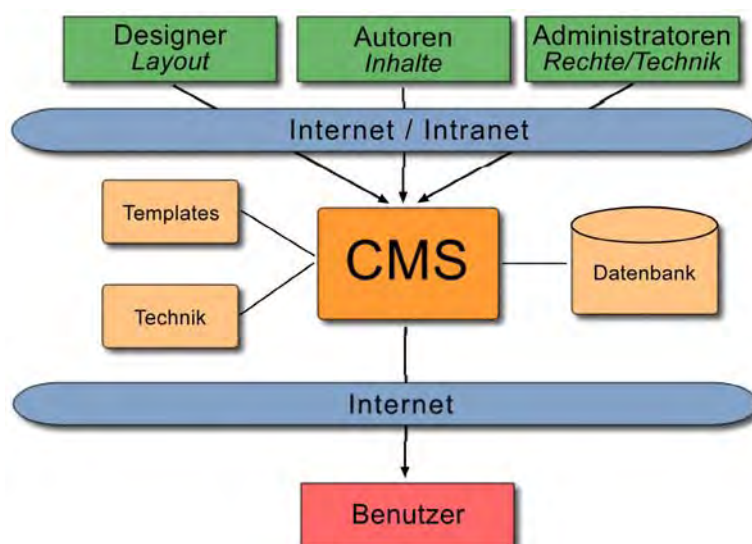 Designer
Layout
Autoren
Inhalte
Administratoren
Rechte/Technik
Internet / Intranet
Templates
CMS
Datenbank
Technik
Internet
Benutzer